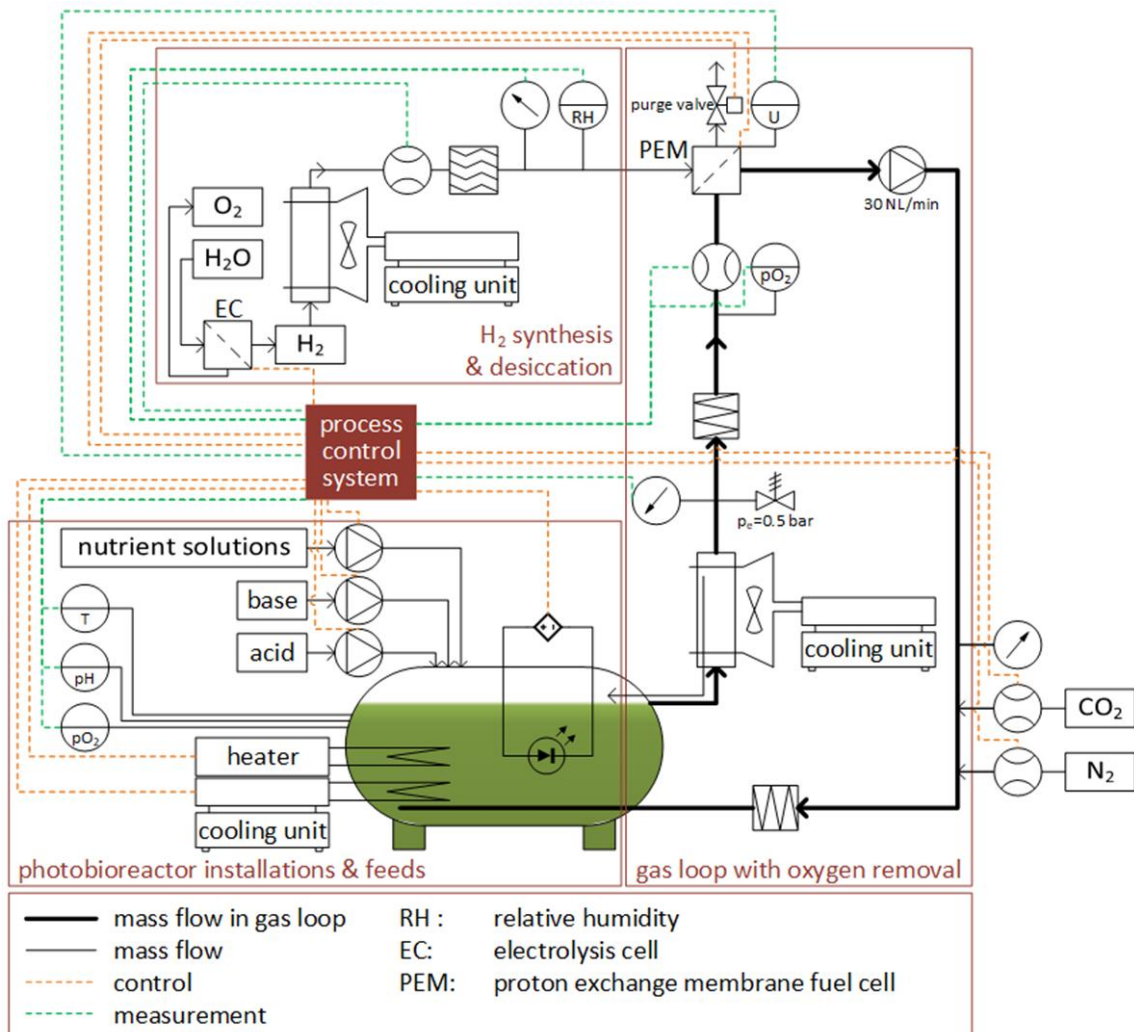 purge valve
U
RH
PEM
30 NL/min
O₂
H₂O
cooling unit
pO₂
EC
H₂
H₂ synthesis
& desiccation
process
control
system
pₑ=0.5 bar
nutrient solutions
base
acid
T
pH
pO₂
cooling unit
CO₂
N₂
heater
cooling unit
+ -
photobioreactor installations & feeds
gas loop with oxygen removal
mass flow in gas loop
mass flow
control
measurement
RH : relative humidity
EC: electrolysis cell
PEM: proton exchange membrane fuel cell